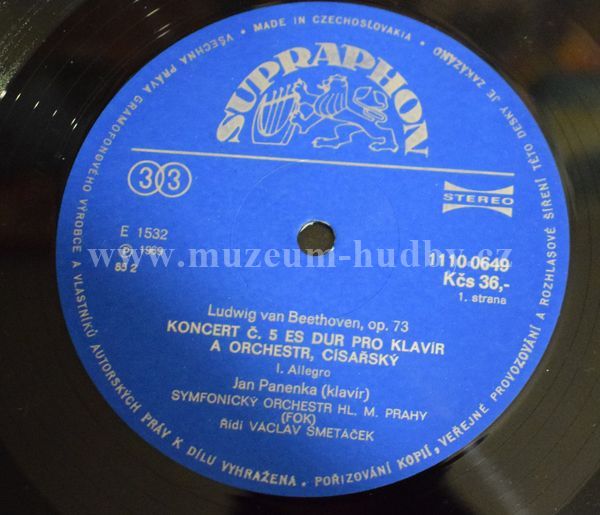 VŠECHNA PRÁVA GRAMOFONOVÉHO VÝROBCE A VLASTNÍKŮ AUTORSKÝCH PRÁV K DÍLU VYHRAŽENA. POŘIZOVÁNÍ KOPIÍ, VEŘEJNÉ PROVOZOVÁNÍ A ROZHLASOVÉ ŠÍŘENÍ TÉTO DESKY JE ZAKÁZÁNO • MADE IN CZECHOSLOVAKIA •
SUPRAPHON
33
STEREO
E 1532
℗ 1969
85 2
1110 0649
Kčs 36,-
1. strana
www.muzeum-hudby.cz
Ludwig van Beethoven, op. 73
KONCERT Č. 5 ES DUR PRO KLAVÍR
A ORCHESTR, CÍSAŘSKÝ
I. Allegro
Jan Panenka (klavír)
SYMFONICKÝ ORCHESTR HL. M. PRAHY
(FOK)
Řídí VÁCLAV SMETÁČEK